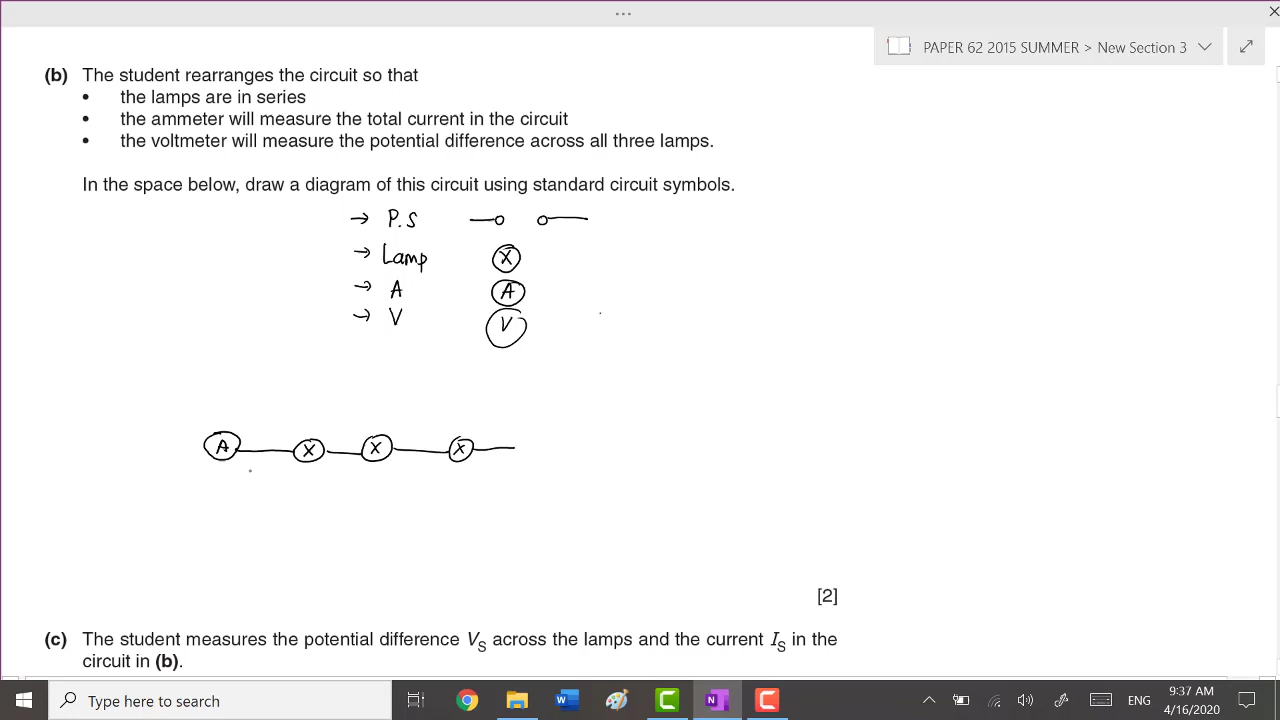 ...
PAPER 62 2015 SUMMER > New Section 3
(b) The student rearranges the circuit so that
• the lamps are in series
• the ammeter will measure the total current in the circuit
• the voltmeter will measure the potential difference across all three lamps.
In the space below, draw a diagram of this circuit using standard circuit symbols.
→ P.S
→ Lamp X
→ A A
→ V V
A X X X
[2]
(c) The student measures the potential difference VS across the lamps and the current IS in the
circuit in (b).
Type here to search
ENG
9:37 AM
4/16/2020